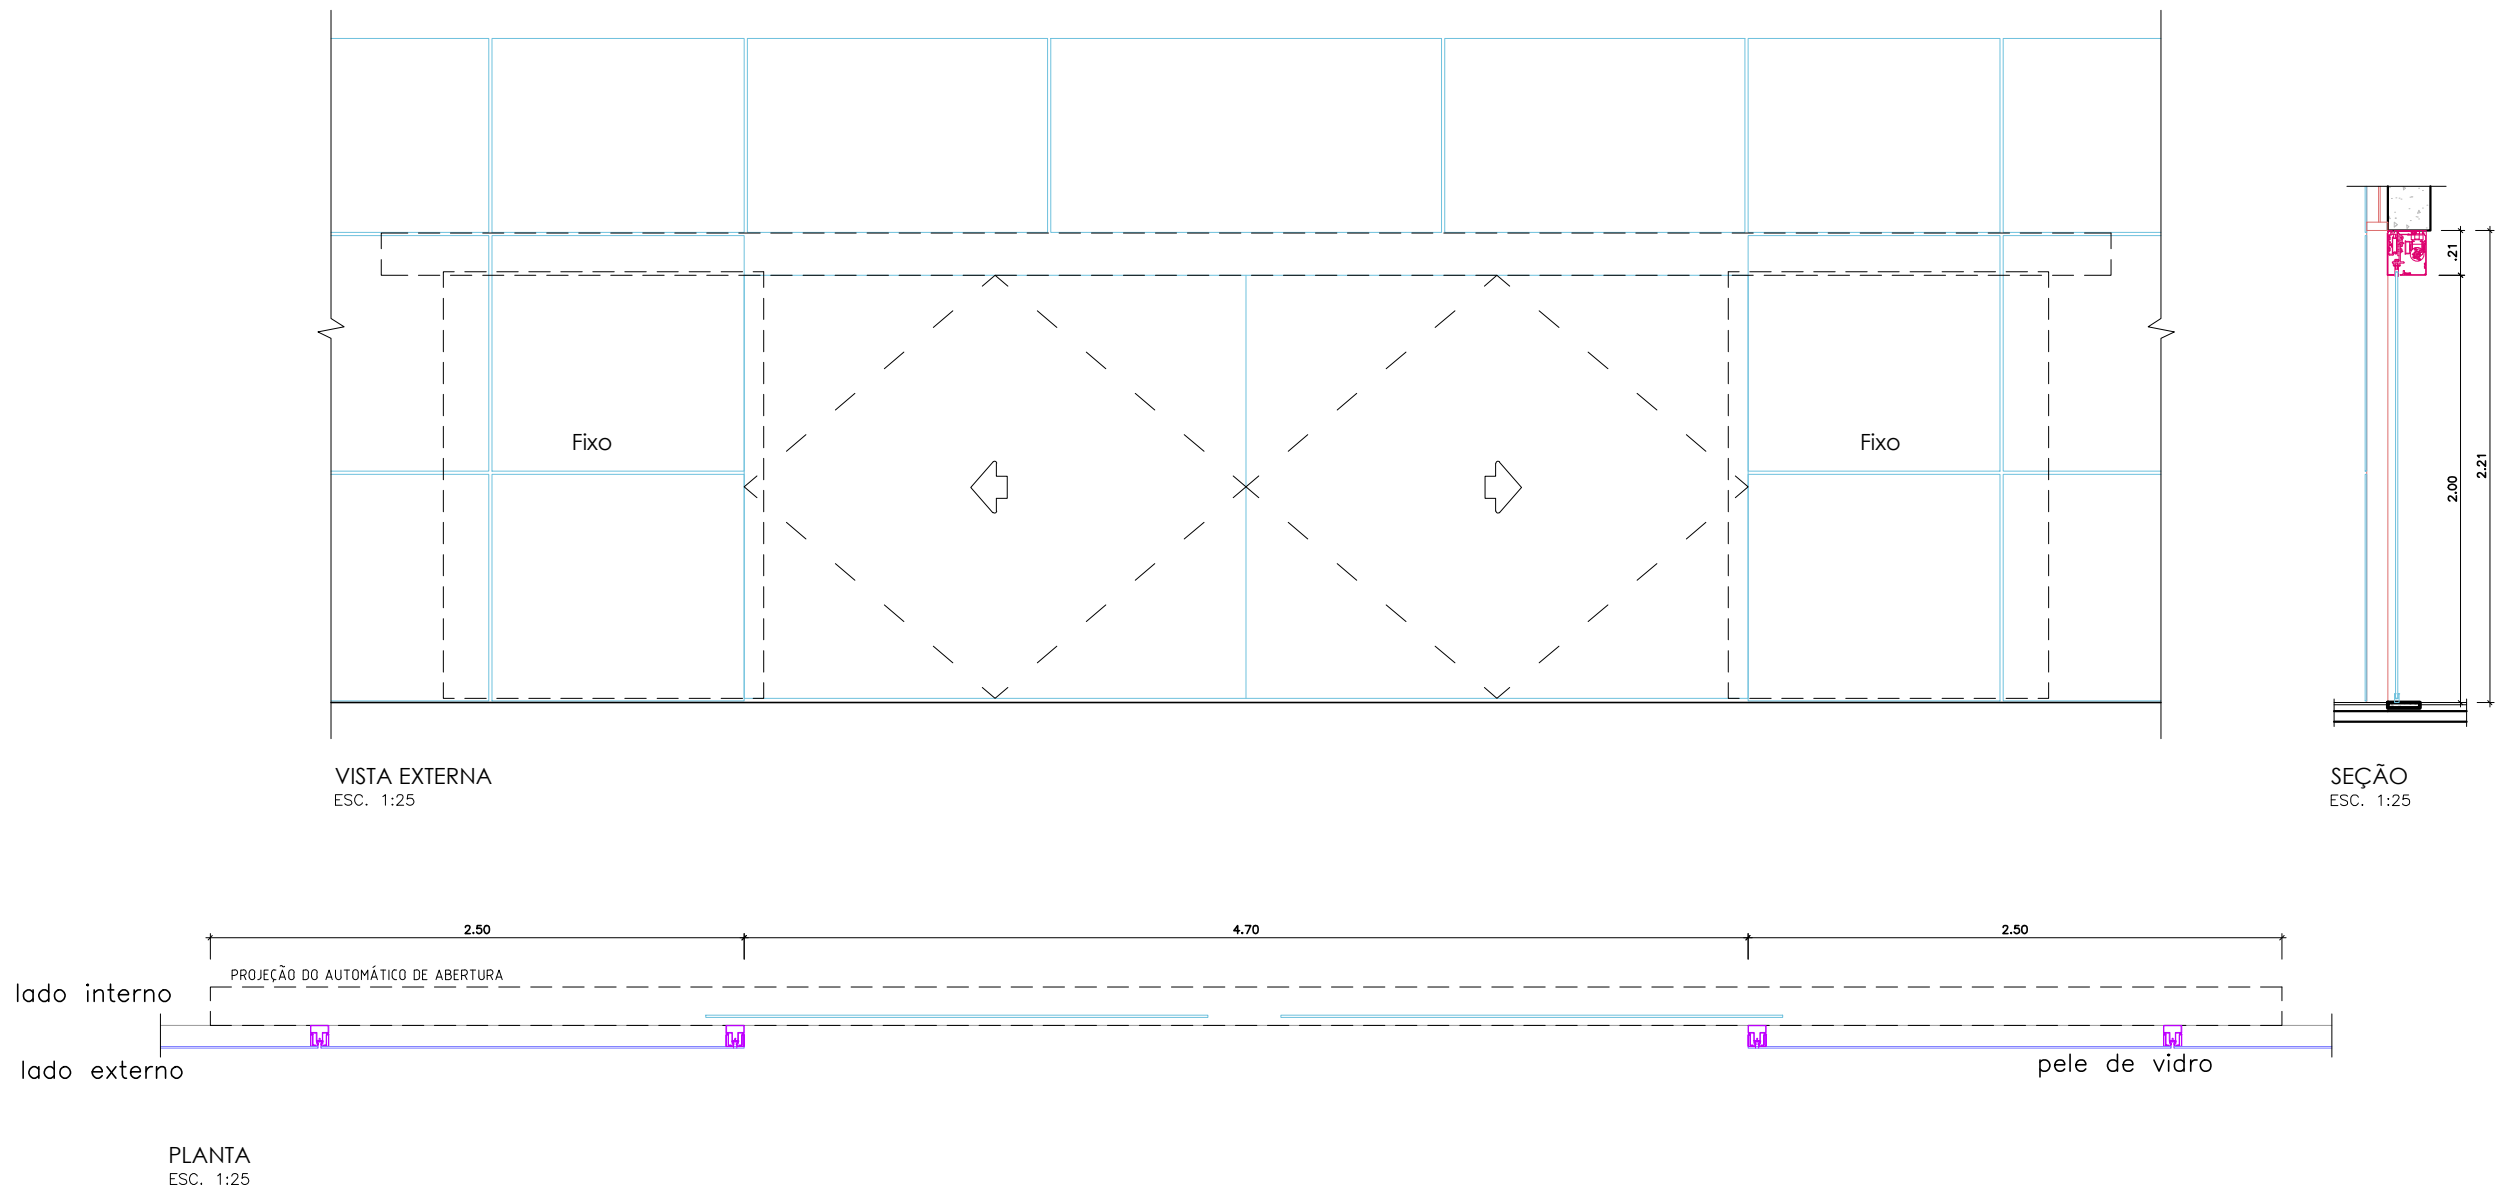 .21
2.21
2.00
Fixo
Fixo
VISTA EXTERNA
ESC. 1:25
SEÇÃO
ESC. 1:25
2.50
4.70
2.50
PROJEÇÃO DO AUTOMÁTICO DE ABERTURA
lado interno
lado externo
pele de vidro
PLANTA
ESC. 1:25